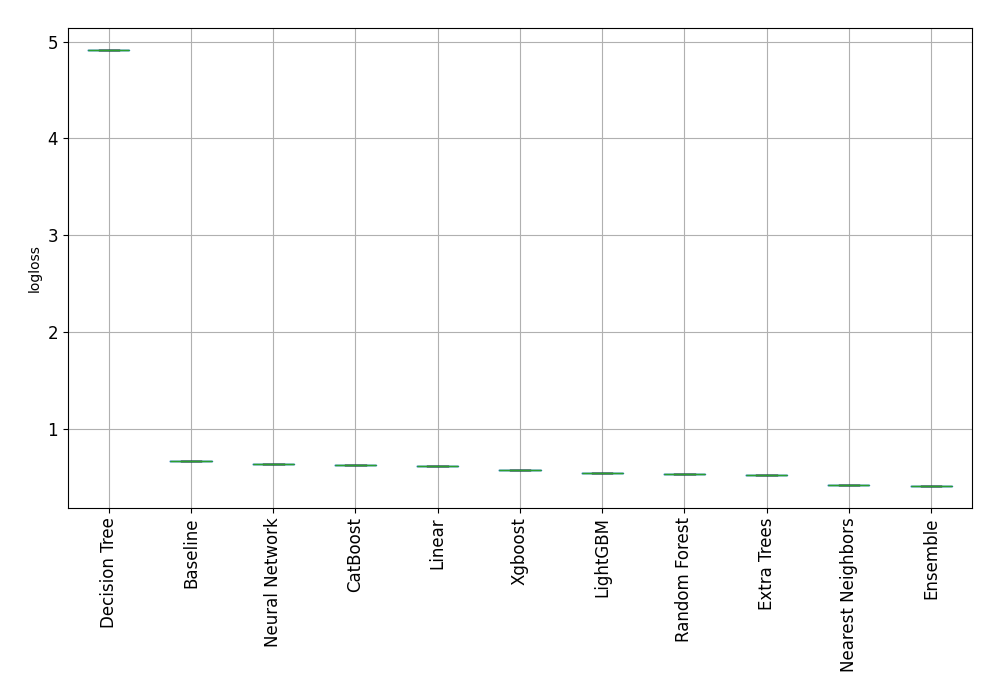 5
4
3
2
1
logloss
Decision Tree
Baseline
Neural Network
CatBoost
Linear
Xgboost
LightGBM
Random Forest
Extra Trees
Nearest Neighbors
Ensemble